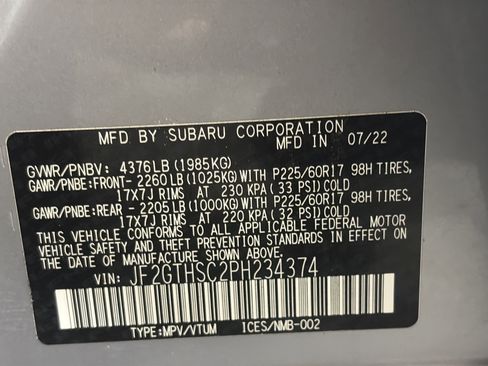 MFD BY SUBARU CORPORATION IN 07/22
GVWR/PNBV: 4376LB(1985KG)
GAWR/PNBE:FRONT- 2260LB(1025KG)WITH P225/60R17 98H TIRES,
17X7J RIMS AT 230 KPA(33 PSI)COLD
GAWR/PNBE:REAR - 2205LB(1000KG)WITH P225/60R17 98H TIRES,
17X7J RIMS AT 220 KPA(32 PSI)COLD
THIS VEHICLE CONFORMS TO ALL APPLICABLE FEDERAL MOTOR
VEHICLE SAFETY AND THEFT PREVENTION STANDARDS IN EFFECT
ON THE DATE OF MANUFACTURE SHOWN ABOVE.
VIN: JF2GTHSC2PH234374
TYPE:MPV/VTUM ICES/NMB-002